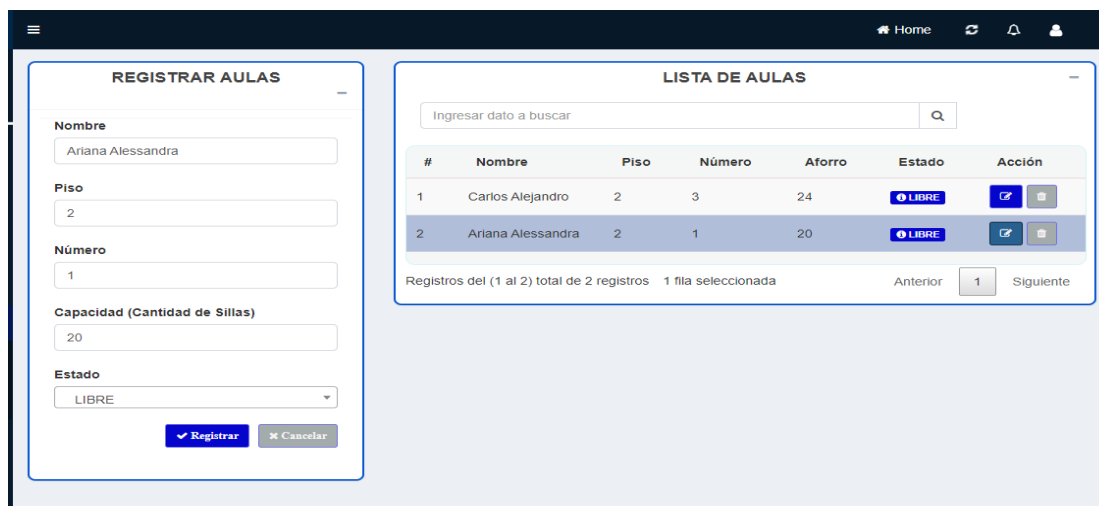 Home
REGISTRAR AULAS
Nombre
Ariana Alessandra
Piso
2
Número
1
Capacidad (Cantidad de Sillas)
20
Estado
LIBRE
Registrar Cancelar
LISTA DE AULAS
Ingresar dato a buscar
# Nombre Piso Número Aforo Estado Acción
1 Carlos Alejandro 2 3 24 LIBRE
2 Ariana Alessandra 2 1 20 LIBRE
Registros del (1 al 2) total de 2 registros 1 fila seleccionada Anterior 1 Siguiente